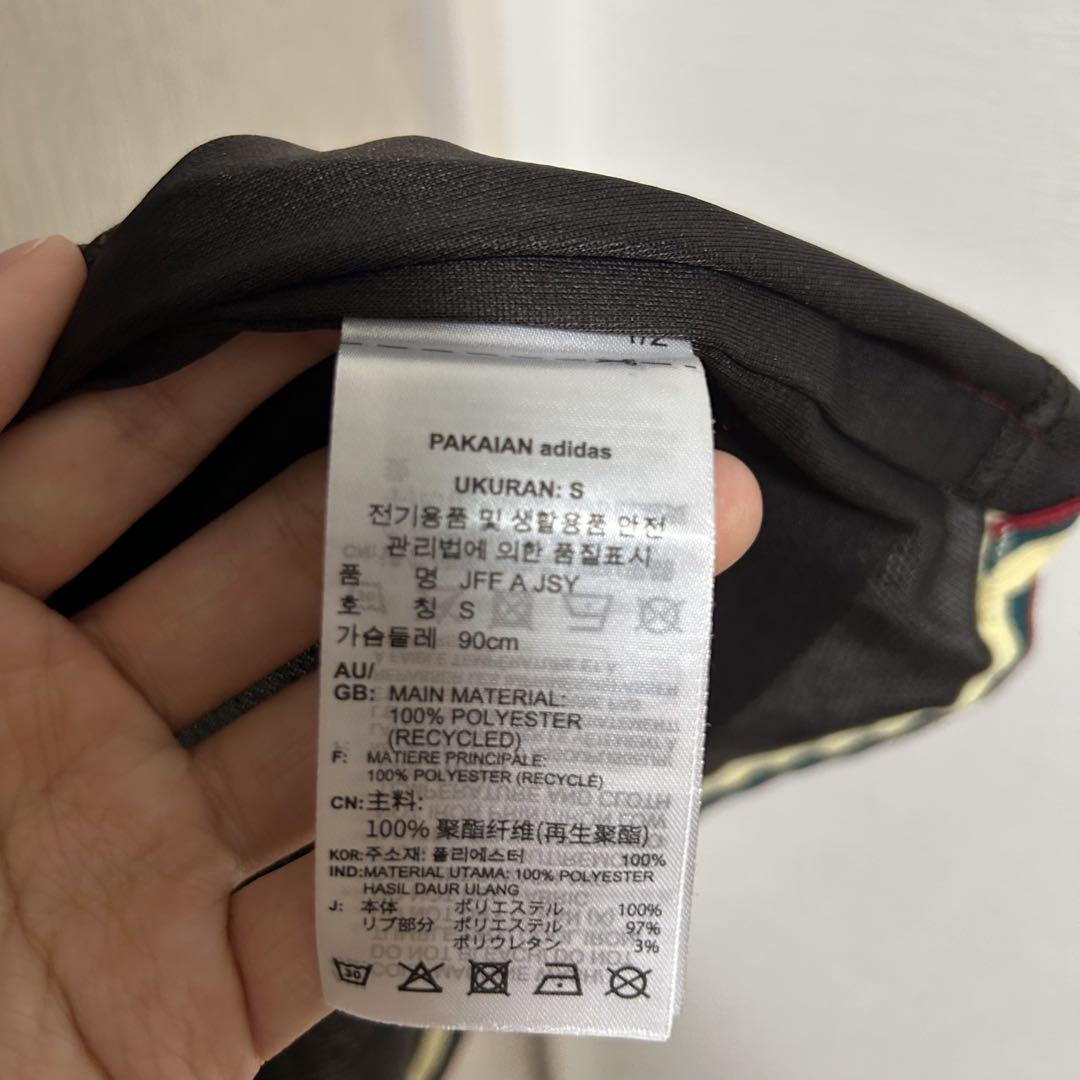 1/2
PAKAIAN adidas
UKURAN: S
전기용품 및 생활용품 안전
관리법에 의한 품질표시
품 명 JFF A JSY
호 칭 S
가슴둘레 90cm
AU/
GB: MAIN MATERIAL:
100% POLYESTER
(RECYCLED)
F: MATIERE PRINCIPALE:
100% POLYESTER (RECYCLÉ)
CN: 主料:
100% 聚酯纤维(再生聚酯)
KOR: 주소재: 폴리에스터 100%
IND: MATERIAL UTAMA: 100% POLYESTER
HASIL DAUR ULANG
J: 本体 ポリエステル 100%
リブ部分 ポリエステル 97%
ポリウレタン 3%
30